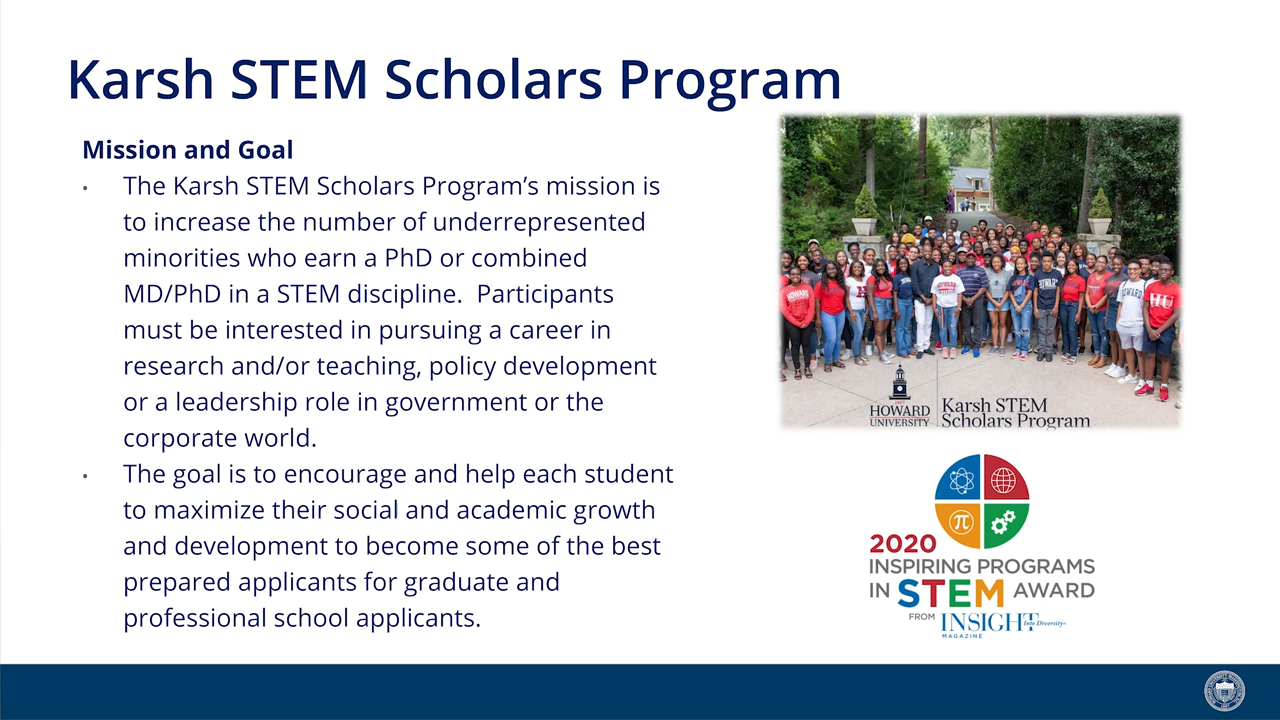 Karsh STEM Scholars Program
Mission and Goal
• The Karsh STEM Scholars Program’s mission is
to increase the number of underrepresented
minorities who earn a PhD or combined
MD/PhD in a STEM discipline.  Participants
must be interested in pursuing a career in
research and/or teaching, policy development
or a leadership role in government or the
corporate world.
• The goal is to encourage and help each student
to maximize their social and academic growth
and development to become some of the best
prepared applicants for graduate and
professional school applicants.
HOWARD
HU
1867
HOWARD
UNIVERSITY
Karsh STEM
Scholars Program
2020
INSPIRING PROGRAMS
IN STEM AWARD
FROM INSIGHT Into Diversity
MAGAZINE